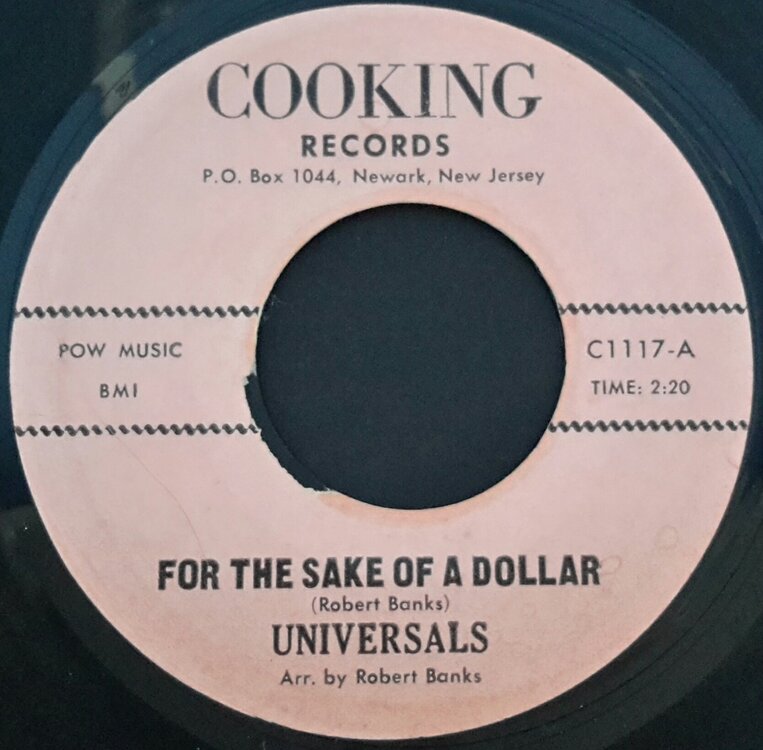 COOKING
RECORDS
P.O. Box 1044, Newark, New Jersey
POW MUSIC
BMI
C1117-A
TIME: 2:20
FOR THE SAKE OF A DOLLAR
(Robert Banks)
UNIVERSALS
Arr. by Robert Banks